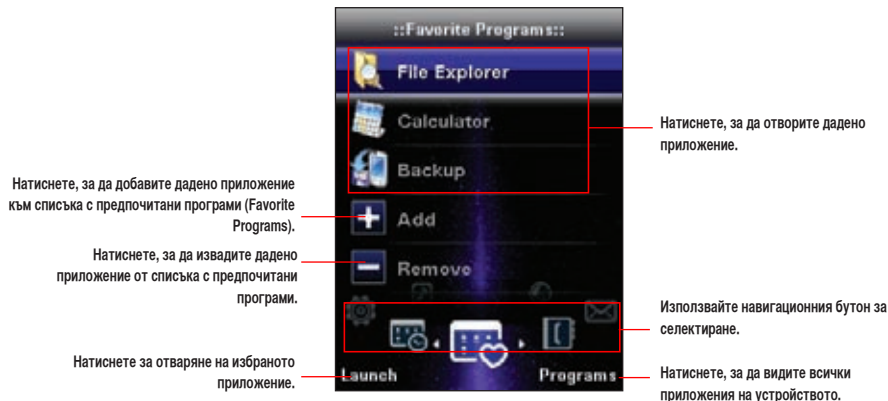 ::Favorite Programs::
File Explorer
Calculator
Backup
Add
Remove
Launch
Programs
Натиснете, за да добавите дадено приложение
към списъка с предпочитани програми (Favorite
Programs).
Натиснете, за да извадите дадено
приложение от списъка с предпочитани
програми.
Натиснете за отваряне на избраното
приложение.
Натиснете, за да отворите дадено
приложение.
Използвайте навигационния бутон за
селектиране.
Натиснете, за да видите всички
приложения на устройството.